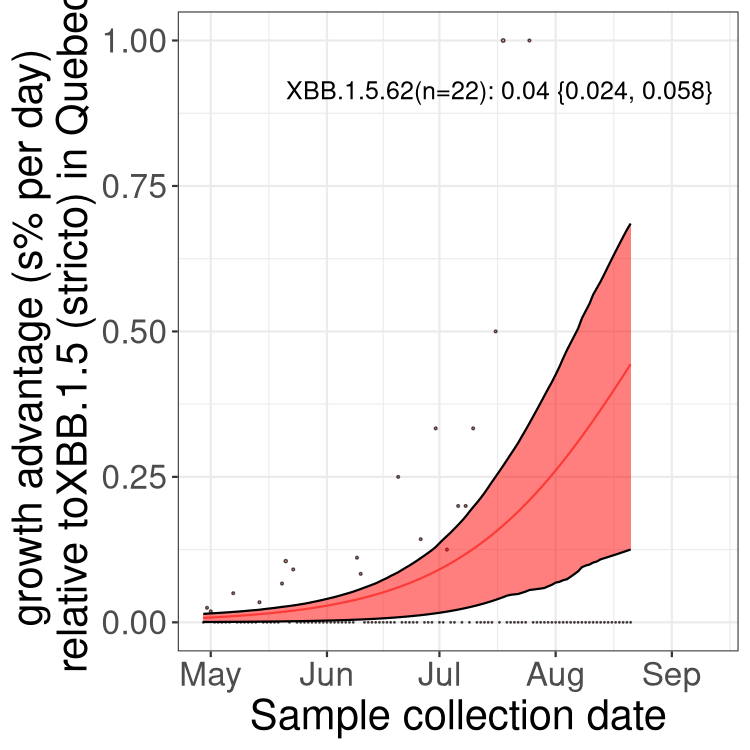 growth advantage (s% per day)
relative toXBB.1.5 (stricto) in Quebec
1.00
XBB.1.5.62(n=22): 0.04 {0.024, 0.058}
0.75
0.50
0.25
0.00
May Jun Jul Aug Sep
Sample collection date